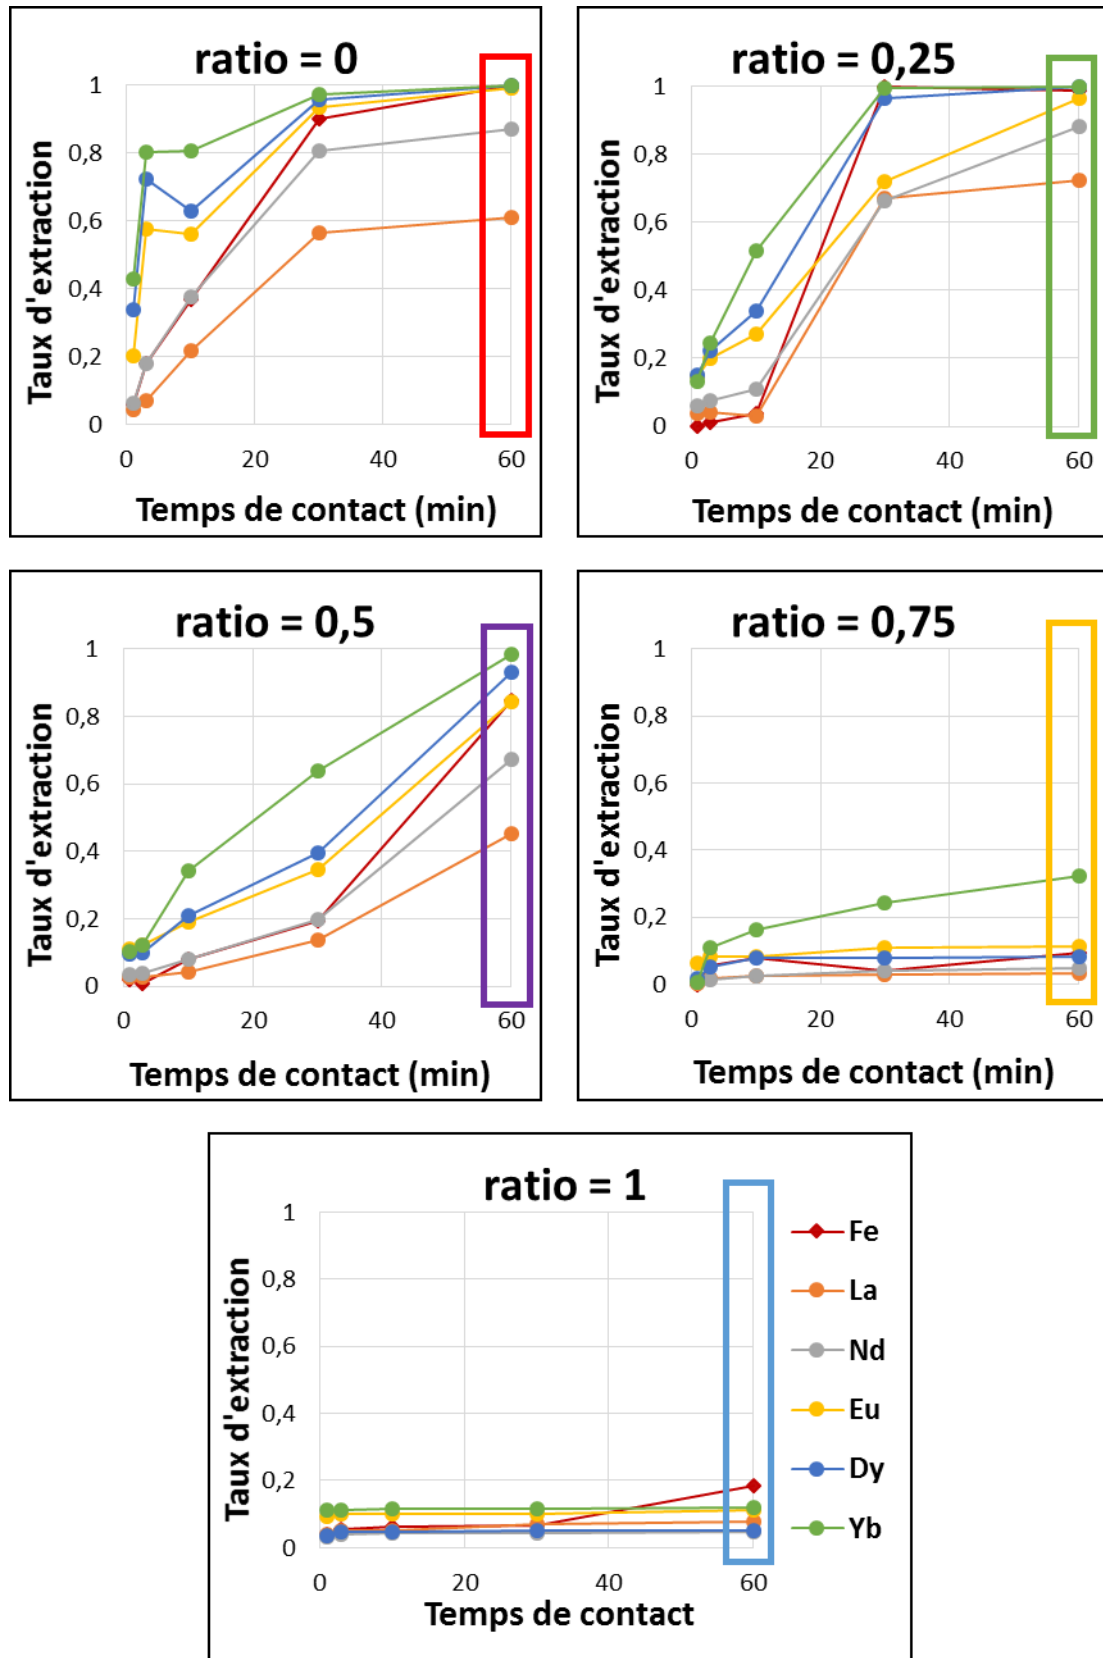 ratio = 0
Taux d'extraction
1
0,8
0,6
0,4
0,2
0
0 20 40 60
Temps de contact (min)
ratio = 0,25
Taux d'extraction
1
0,8
0,6
0,4
0,2
0
0 20 40 60
Temps de contact (min)
ratio = 0,5
Taux d'extraction
1
0,8
0,6
0,4
0,2
0
0 20 40 60
Temps de contact (min)
ratio = 0,75
Taux d'extraction
1
0,8
0,6
0,4
0,2
0
0 20 40 60
Temps de contact (min)
ratio = 1
Taux d'extraction
1
0,8
0,6
0,4
0,2
0
0 20 40 60
Temps de contact
Fe
La
Nd
Eu
Dy
Yb